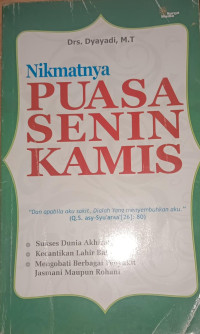 Drs. Dyayadi, M.T
Nikmatnya
PUASA
SENIN
KAMIS
"Dan apabila aku sakit, Dialah Yang menyembuhkan aku."
(Q.S. asy-Syu'araa'[26]: 80)
Sukses Dunia Akhirat
Kecantikan Lahir
Mengobati Berbagai Penyakit
Jasmani Maupun Rohani